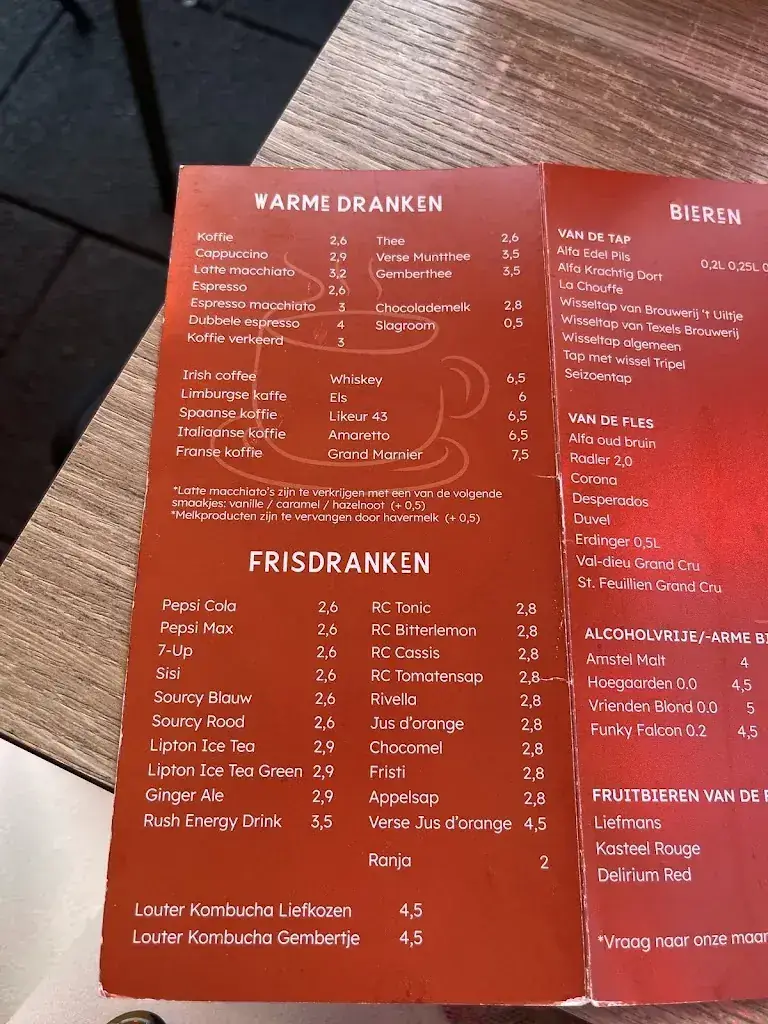 WARME DRANKEN
Koffie 2,6
Cappuccino 2,9
Latte macchiato 3,2
Espresso 2,6
Espresso macchiato 3
Dubbele espresso 4
Koffie verkeerd 3
Thee 2,6
Verse Muntthee 3,5
Gemberthee 3,5
Chocolademelk 2,8
Slagroom 0,5
Irish coffee Whiskey 6,5
Limburgse kaffe Els 6
Spaanse koffie Likeur 43 6,5
Italiaanse koffie Amaretto 6,5
Franse koffie Grand Marnier 7,5
*Latte macchiato's zijn te verkrijgen met een van de volgende
smaakjes: vanille / caramel / hazelnoot (+ 0,5)
*Melkproducten zijn te vervangen door havermelk (+ 0,5)
FRISDRANKEN
Pepsi Cola 2,6
Pepsi Max 2,6
7-Up 2,6
Sisi 2,6
Sourcy Blauw 2,6
Sourcy Rood 2,6
Lipton Ice Tea 2,9
Lipton Ice Tea Green 2,9
Ginger Ale 2,9
Rush Energy Drink 3,5
RC Tonic 2,8
RC Bitterlemon 2,8
RC Cassis 2,8
RC Tomatensap 2,8
Rivella 2,8
Jus d'orange 2,8
Chocomel 2,8
Fristi 2,8
Appelsap 2,8
Verse Jus d'orange 4,5
Ranja 2
Louter Kombucha Liefkozen 4,5
Louter Kombucha Gembertje 4,5
BIEREN
VAN DE TAP
0,2L 0,25L
Alfa Edel Pils
Alfa Krachtig Dort
La Chouffe
Wisseltap van Brouwerij 't Uiltje
Wisseltap van Texels Brouwerij
Wisseltap algemeen
Tap met wissel Tripel
Seizoentap
VAN DE FLES
Alfa oud bruin
Radler 2,0
Corona
Desperados
Duvel
Erdinger 0,5L
Val-dieu Grand Cru
St. Feuillien Grand Cru
ALCOHOLVRIJE/-ARME
Amstel Malt 4
Hoegaarden 0.0 4,5
Vrienden Blond 0.0 5
Funky Falcon 0.2 4,5
FRUITBIEREN VAN DE
Liefmans
Kasteel Rouge
Delirium Red
*Vraag naar onze